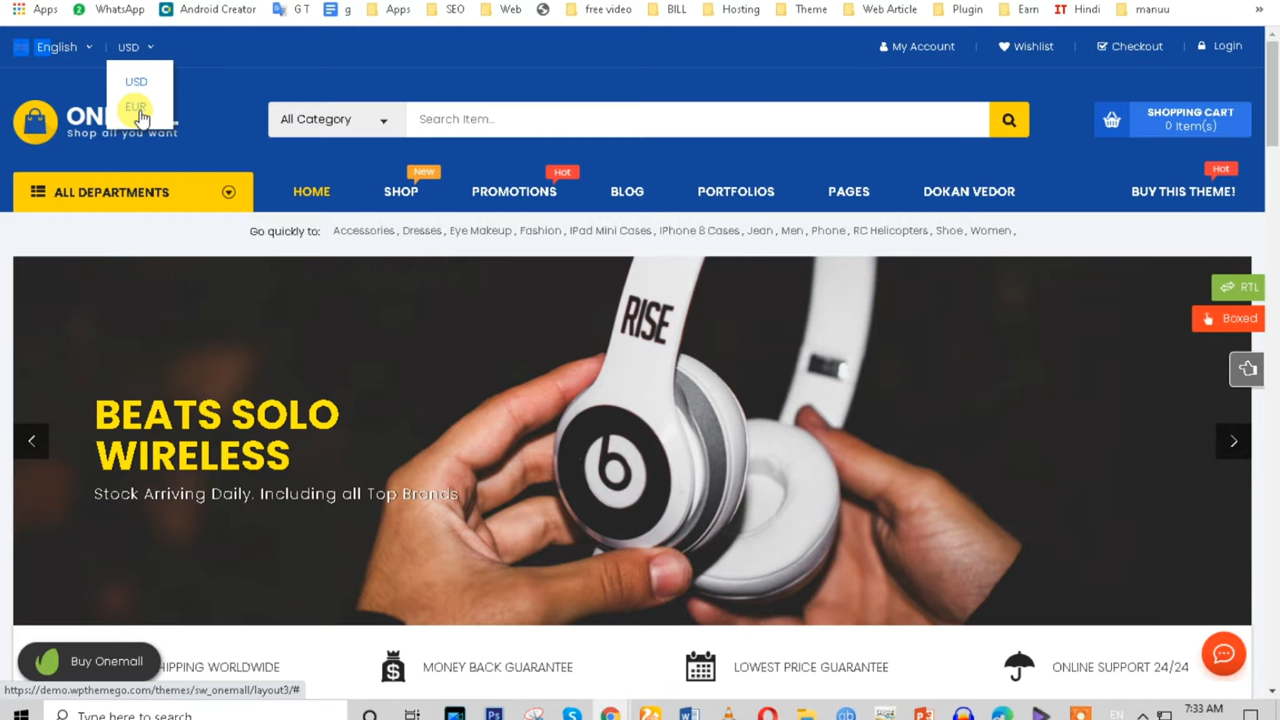 Apps WhatsApp Android Creator G T g Apps SEO Web free video BILL Hosting Theme Web Article Plugin Earn IT Hindi manuu »
English USD My Account Wishlist Checkout Login
USD
EUR
Shop all you want
All Category Search Item... SHOPPING CART
0 Item(s)
New Hot Hot
ALL DEPARTMENTS HOME SHOP PROMOTIONS BLOG PORTFOLIOS PAGES DOKAN VEDOR BUY THIS THEME!
Go quickly to: Accessories, Dresses, Eye Makeup, Fashion, IPad Mini Cases, IPhone 8 Cases, Jean, Men, Phone, RC Helicopters, Shoe, Women,
RTL
Boxed
RISE
b
BEATS SOLO
WIRELESS
Stock Arriving Daily. Including all Top Brands
Buy Onemall HIPPING WORLDWIDE MONEY BACK GUARANTEE LOWEST PRICE GUARANTEE ONLINE SUPPORT 24/24
https://demo.wpthemego.com/themes/sw_onemall/layout3/#
Type here to search EN 7:33 AM